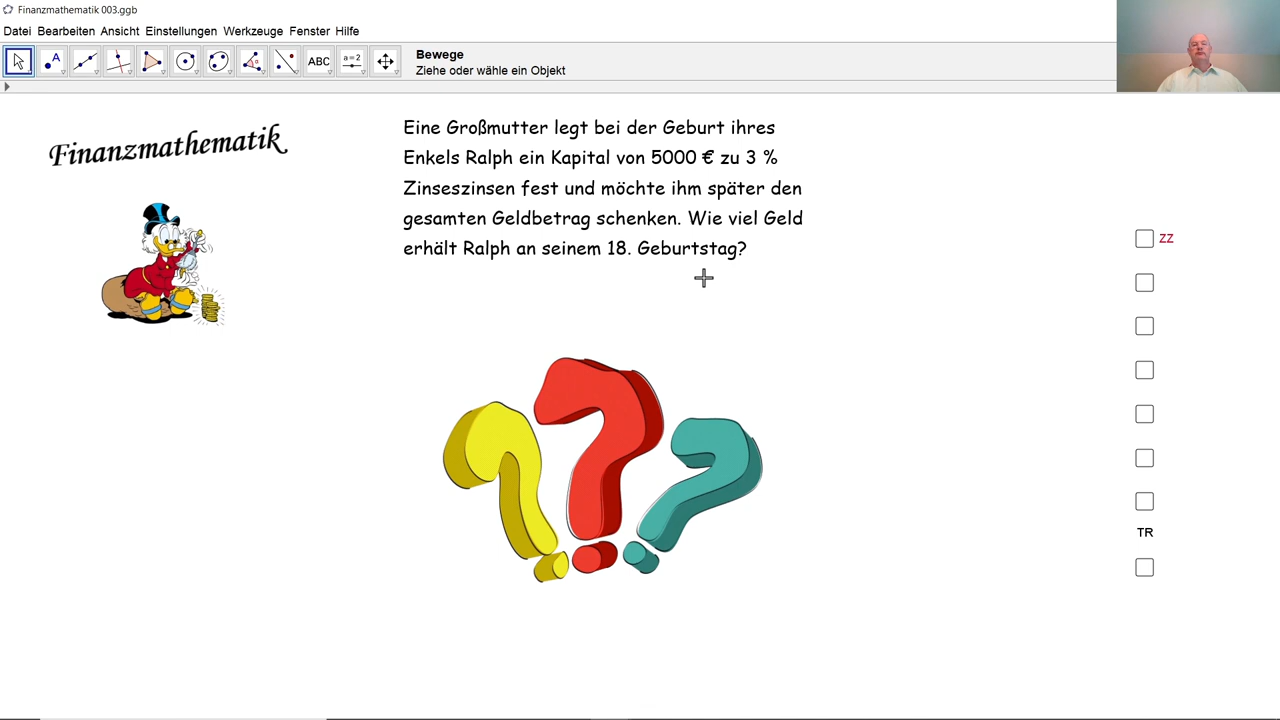 Finanzmathematik 003.ggb
Datei Bearbeiten Ansicht Einstellungen Werkzeuge Fenster Hilfe
A
ABC
a=2
Bewege
Ziehe oder wähle ein Objekt
Finanzmathematik
Eine Großmutter legt bei der Geburt ihres
Enkels Ralph ein Kapital von 5000 € zu 3 %
Zinseszinsen fest und möchte ihm später den
gesamten Geldbetrag schenken. Wie viel Geld
erhält Ralph an seinem 18. Geburtstag?
ZZ
TR